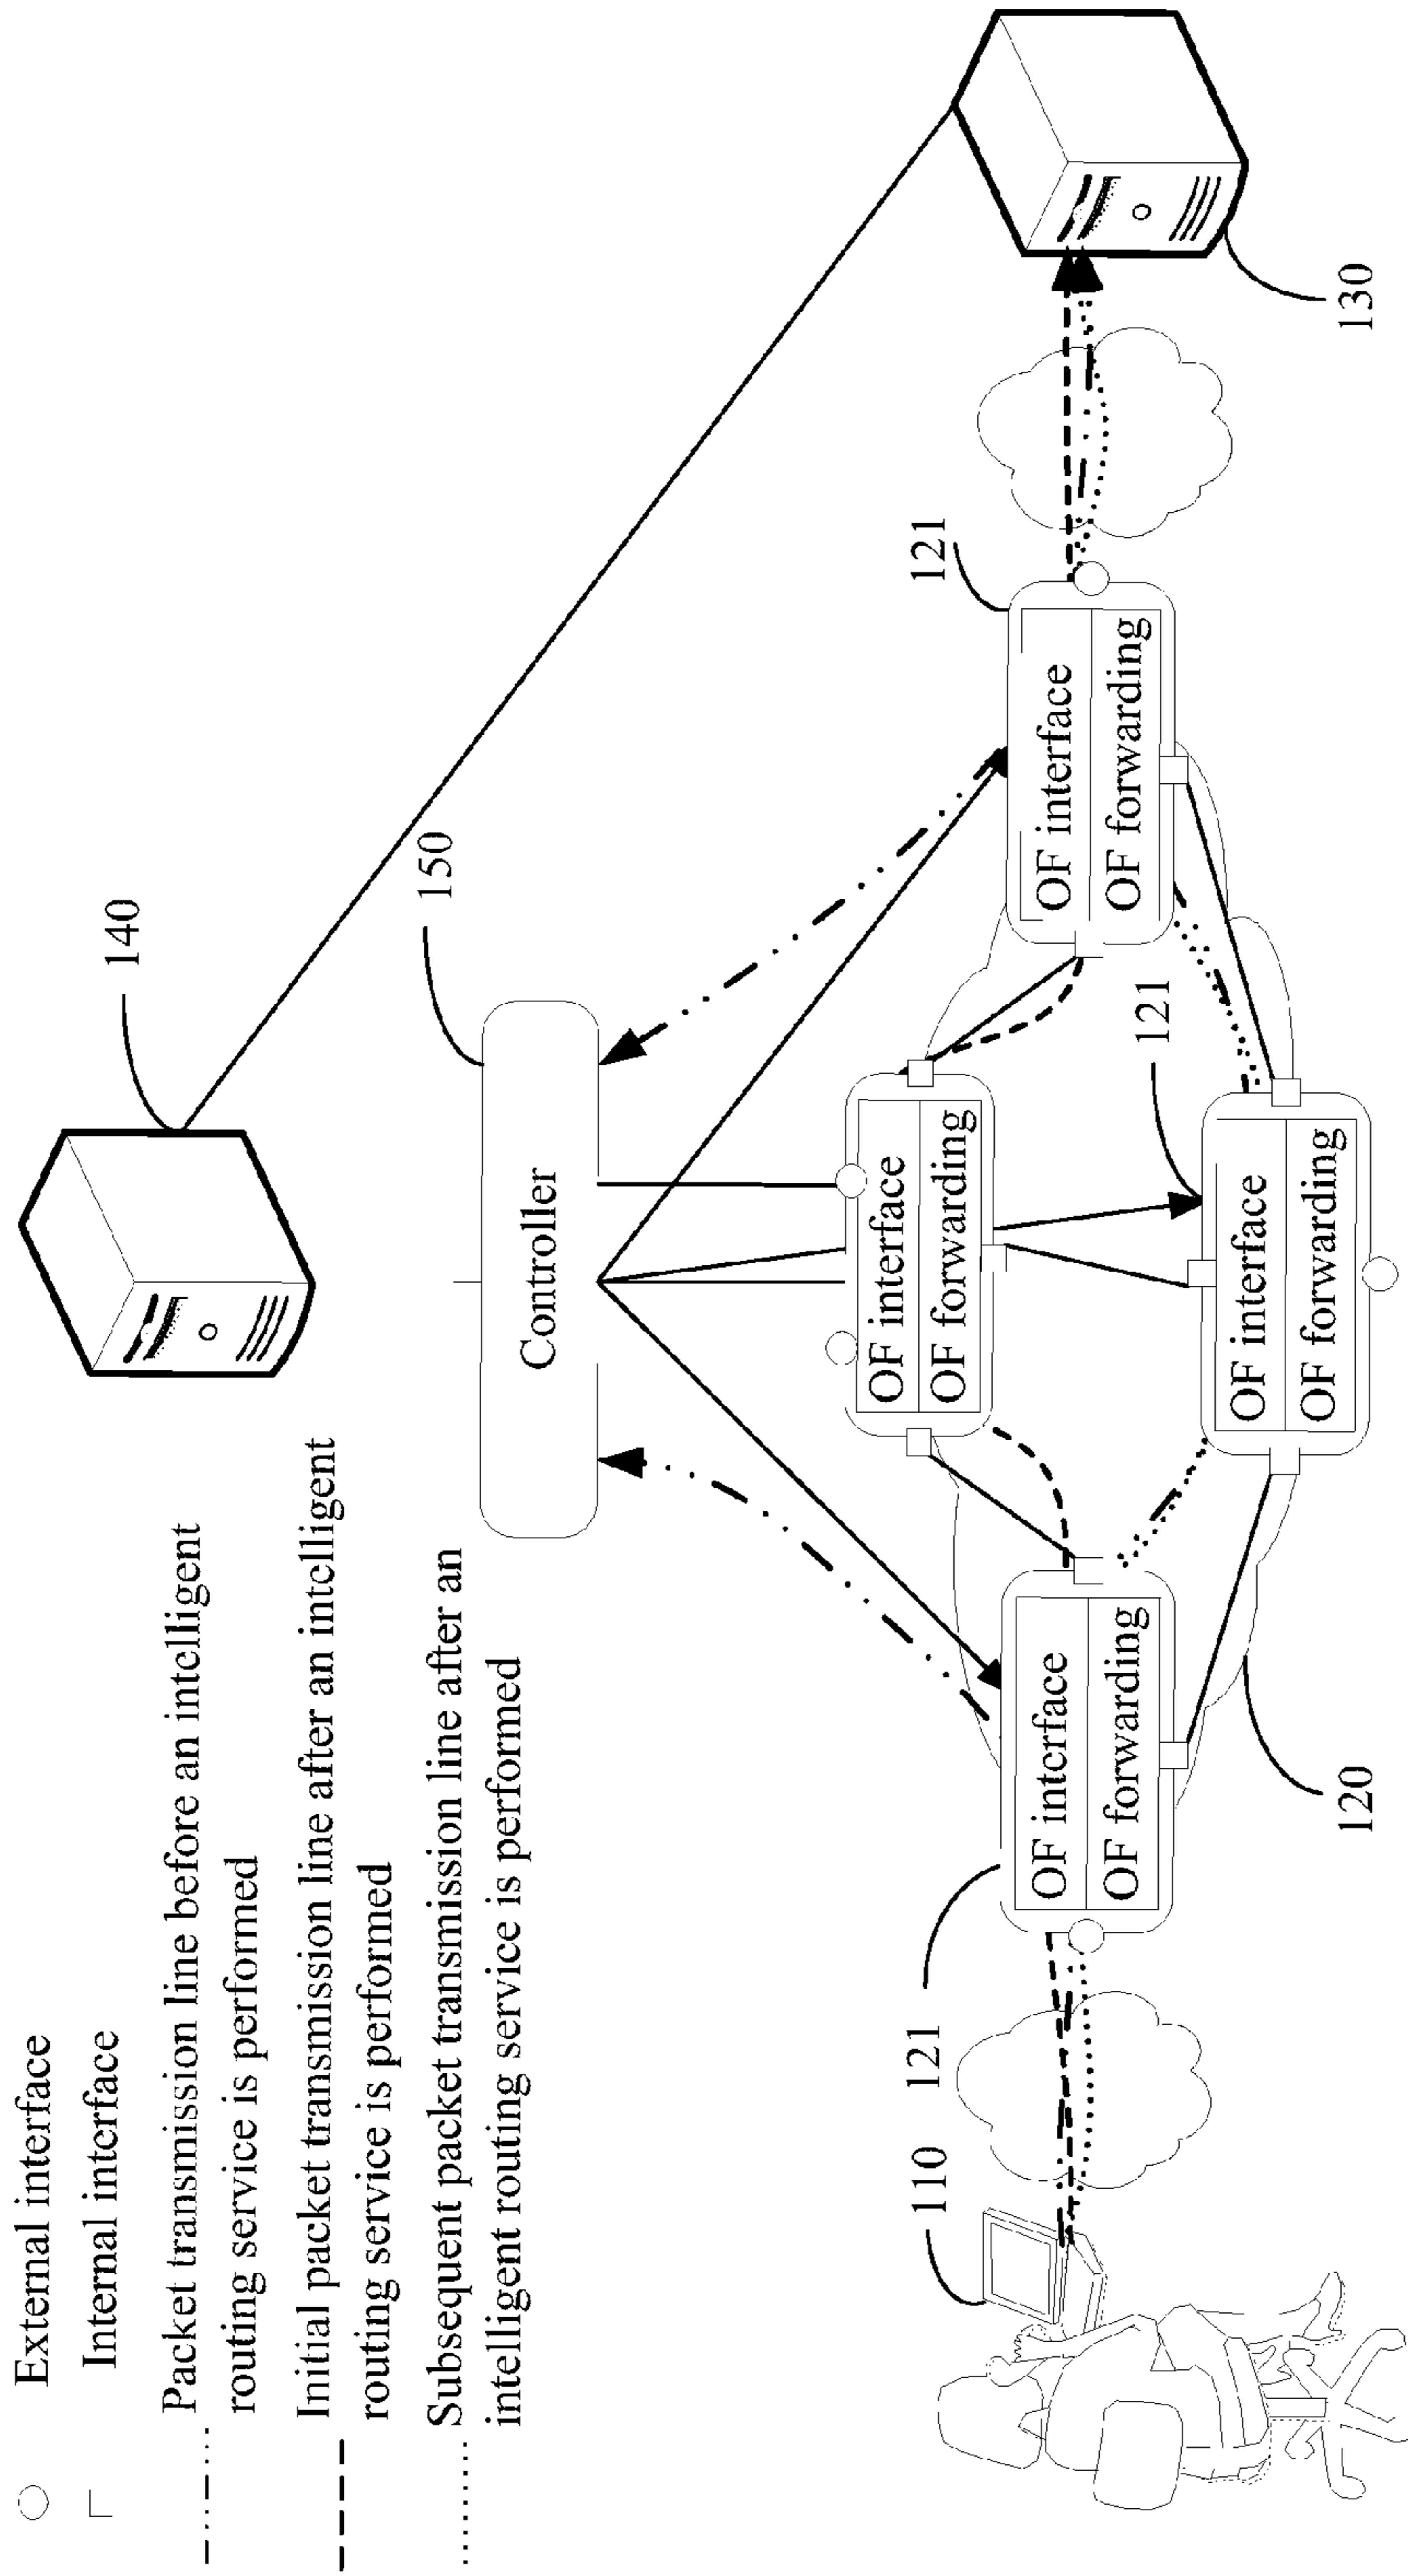 External interface
Internal interface
Packet transmission line before an intelligent
routing service is performed
Initial packet transmission line after an intelligent
routing service is performed
Subsequent packet transmission line after an
intelligent routing service is performed
140
150
Controller
110
121
121
OF interface
OF forwarding
OF interface
OF forwarding
121
OF interface
OF forwarding
121
OF interface
OF forwarding
120
130